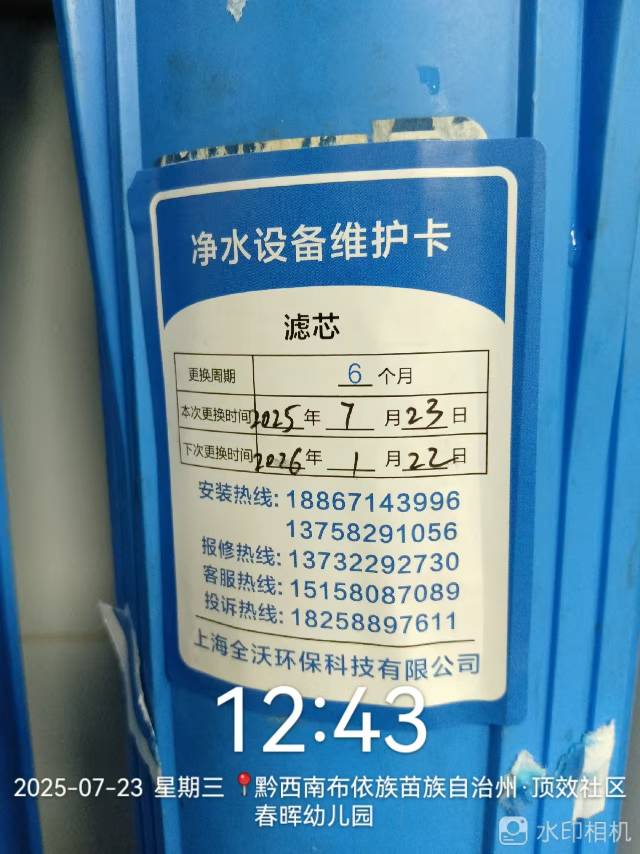 净水设备维护卡
滤芯
更换周期 6 个月
本次更换时间 2025 年 7 月 23 日
下次更换时间 2026 年 1 月 22 日
安装热线: 18867143996
13758291056
报修热线: 13732292730
客服热线: 15158087089
投诉热线: 18258897611
上海全沃环保科技有限公司
12:43
2025-07-23 星期三 黔西南布依族苗族自治州·顶效社区
春晖幼儿园
水印相机